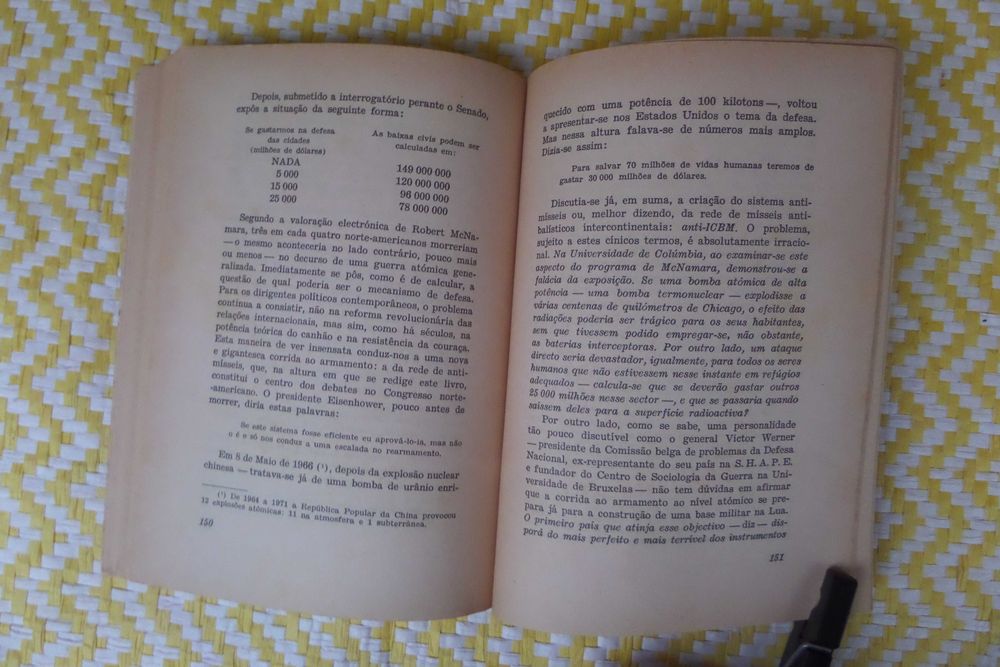 Depois, submetido a interrogatório perante o Senado,
expôs a situação da seguinte forma:
Se gastarmos na defesa
das cidades
(milhões de dólares)
As baixas civis podem ser
calculadas em:
NADA 149 000 000
5 000 120 000 000
15 000 96 000 000
25 000 78 000 000
Segundo a valoração electrónica de Robert McNa-
mara, três em cada quatro norte-americanos morreriam
— o mesmo aconteceria no lado contrário, pouco mais
ou menos — no decurso de uma guerra atómica gene-
ralizada. Imediatamente se pôs, como é de calcular, a
questão de qual poderia ser o mecanismo de defesa.
Para os dirigentes políticos contemporâneos, o problema
continua a consistir, não na reforma revolucionária das
relações internacionais, mas sim, como há séculos, na
potência teórica do canhão e na resistência da couraça.
Esta maneira de ver insensata conduz-nos a uma nova
e gigantesca corrida ao armamento: a da rede de anti-
mísseis, que, na altura em que se redige este livro,
constitui o centro dos debates no Congresso norte-
-americano. O presidente Eisenhower, pouco antes de
morrer, diria estas palavras:
Se este sistema fosse eficiente eu aprová-lo-ia, mas não
o é e só nos conduz a uma escalada no rearmamento.
Em 8 de Maio de 1966 (¹), depois da explosão nuclear
chinesa — tratava-se já de uma bomba de urânio enri-
(¹) De 1964 a 1971 a República Popular da China provocou
12 explosões atómicas: 11 na atmosfera e 1 subterrânea.
150
quecido com uma potência de 100 kilotons —, voltou
a apresentar-se nos Estados Unidos o tema da defesa.
Mas nessa altura falava-se de números mais amplos.
Dizia-se assim:
Para salvar 70 milhões de vidas humanas teremos de
gastar 30 000 milhões de dólares.
Discutia-se já, em suma, a criação do sistema anti-
mísseis ou, melhor dizendo, da rede de mísseis anti-
balísticos intercontinentais: anti-ICBM. O problema,
sujeito a estes cínicos termos, é absolutamente irracio-
nal. Na Universidade de Colúmbia, ao examinar-se este
aspecto do programa de McNamara, demonstrou-se a
falácia da exposição. Se uma bomba atómica de alta
potência — uma bomba termonuclear — explodisse a
várias centenas de quilómetros de Chicago, o efeito das
radiações poderia ser trágico para os seus habitantes,
sem que tivessem podido empregar-se, não obstante,
as baterias interceptoras. Por outro lado, um ataque
directo seria devastador, igualmente, para todos os seres
humanos que não estivessem nesse instante em refúgios
adequados — calcula-se que se deverão gastar outros
25 000 milhões nesse sector —, e que se passaria quando
saíssem deles para a superfície radioactiva?
Por outro lado, como se sabe, uma personalidade
tão pouco discutível como o general Victor Werner
— presidente da Comissão belga de problemas da Defesa
Nacional, ex-representante do seu país na S. H. A. P. E.
e fundador do Centro de Sociologia da Guerra na Uni-
versidade de Bruxelas — não tem dúvidas em afirmar
que a corrida ao armamento ao nível atómico se pre-
para já para a construção de uma base militar na Lua.
O primeiro país que atinja esse objectivo — diz — dis-
porá do mais perfeito e mais terrível dos instrumentos
151